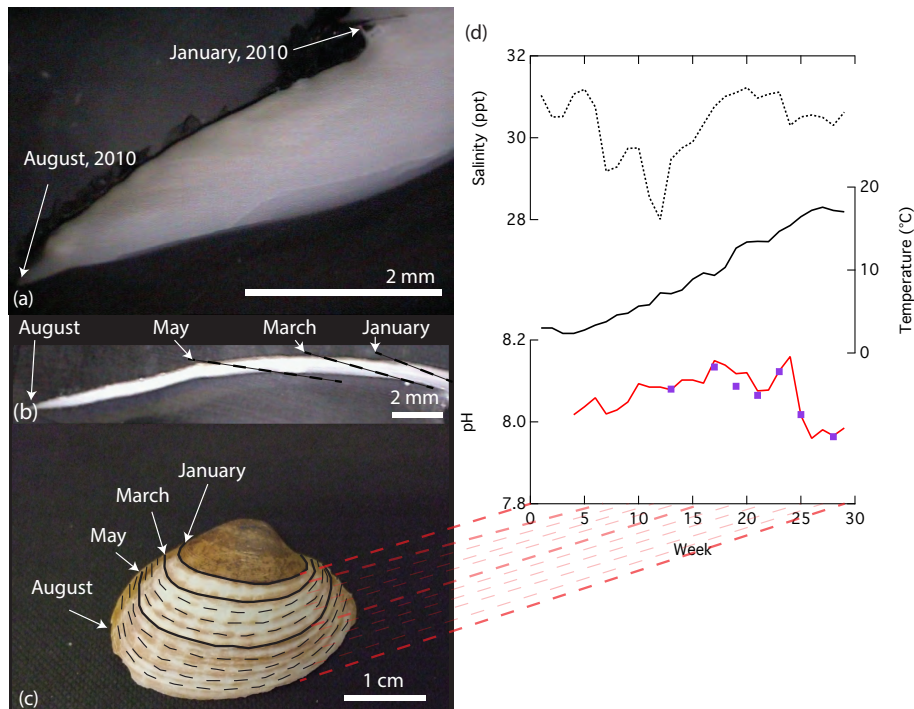 January, 2010
August, 2010
2 mm
(a)
August
May
March
January
(b)
2 mm
January
March
May
August
1 cm
(c)
(d)
32
30
28
Salinity (ppt)
20
10
0
Temperature (°C)
8.2
8.0
7.8
pH
0
5
10
15
20
25
30
Week